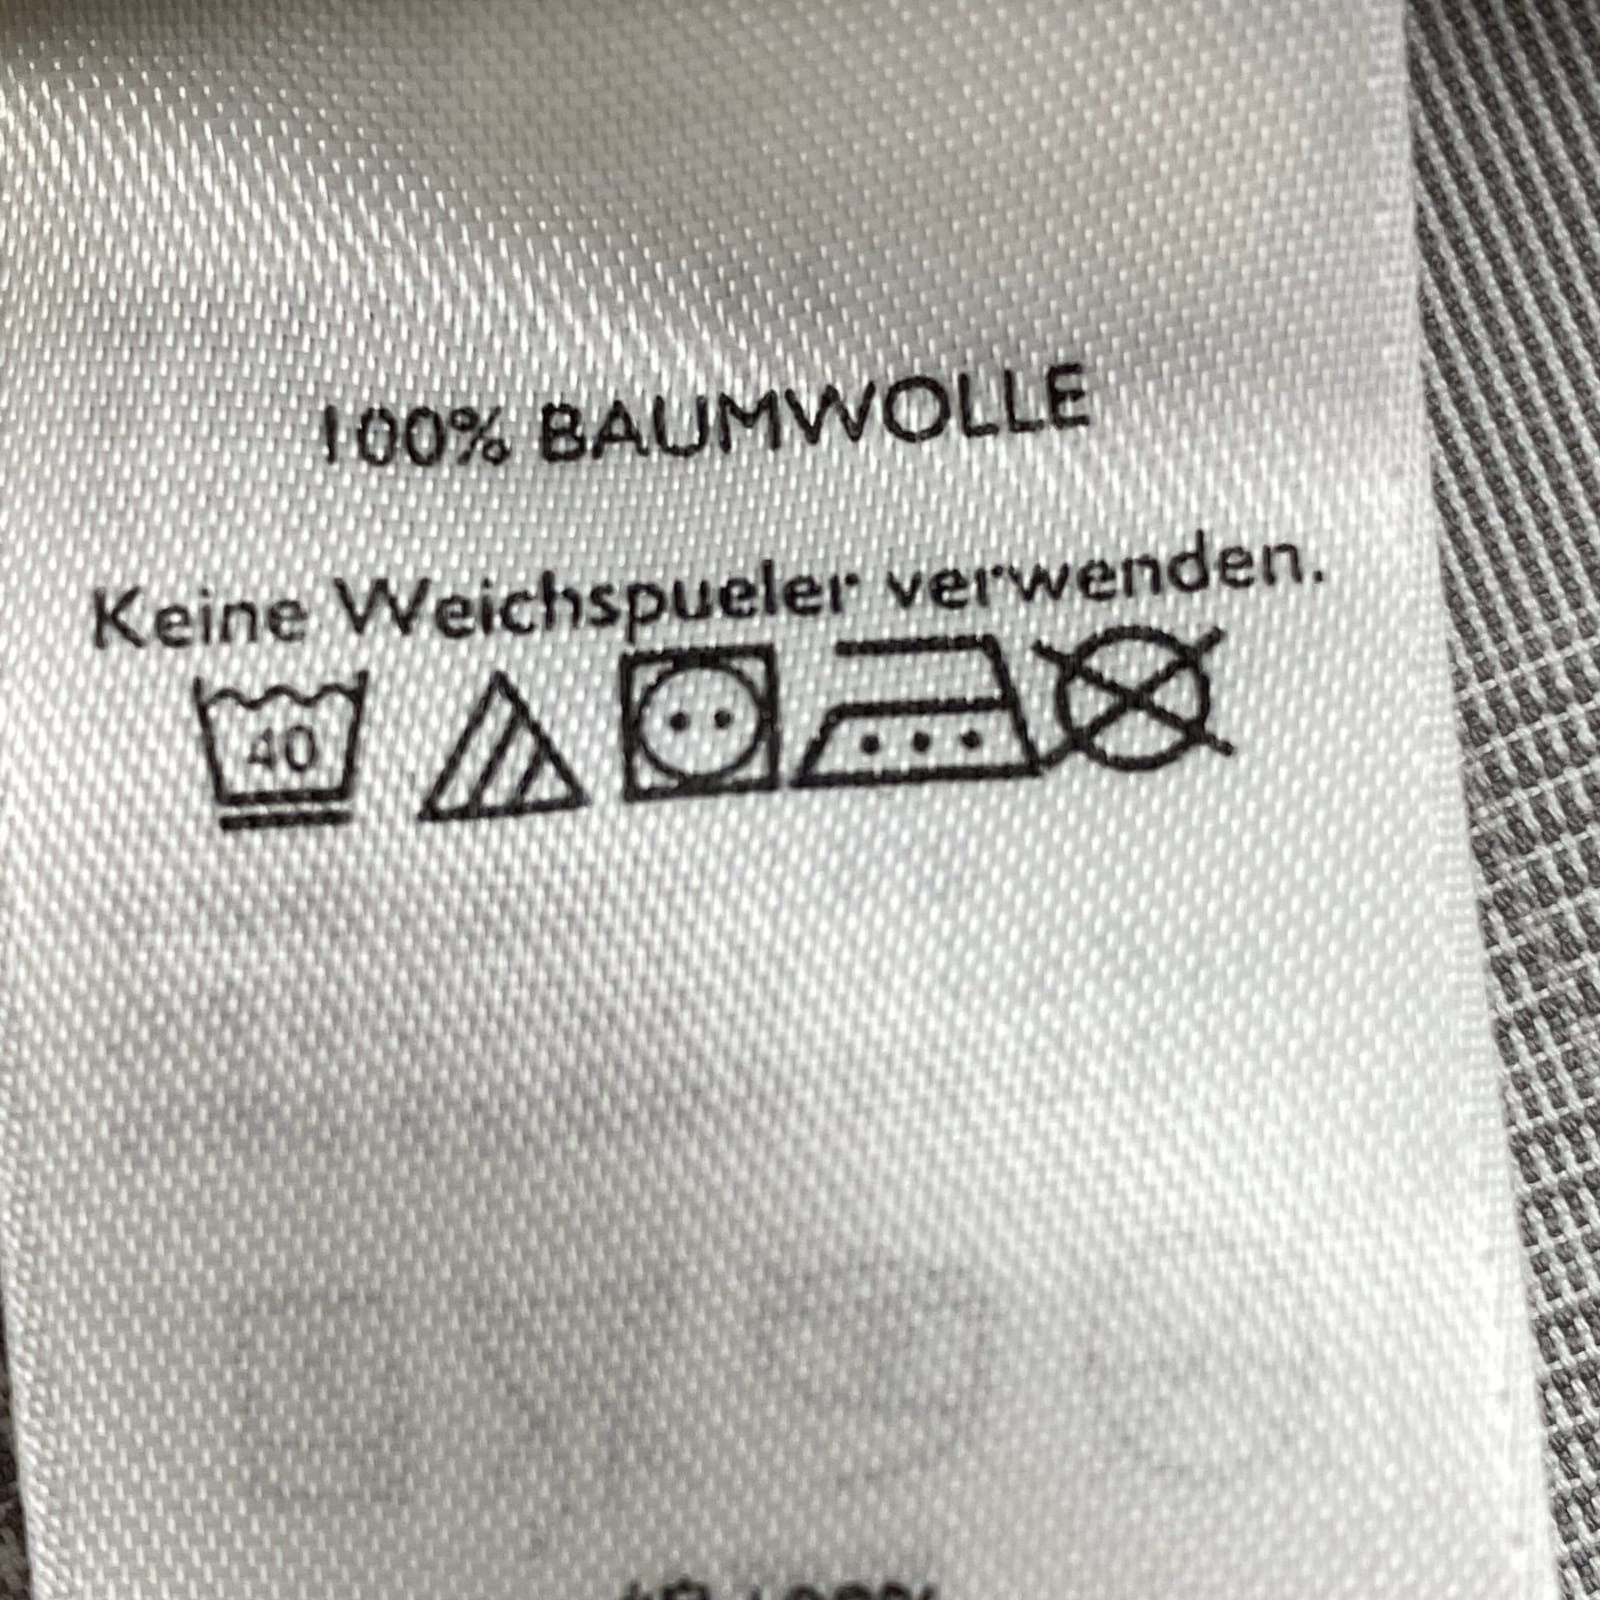 100% BAUMWOLLE
Keine Weichspueler verwenden.
40